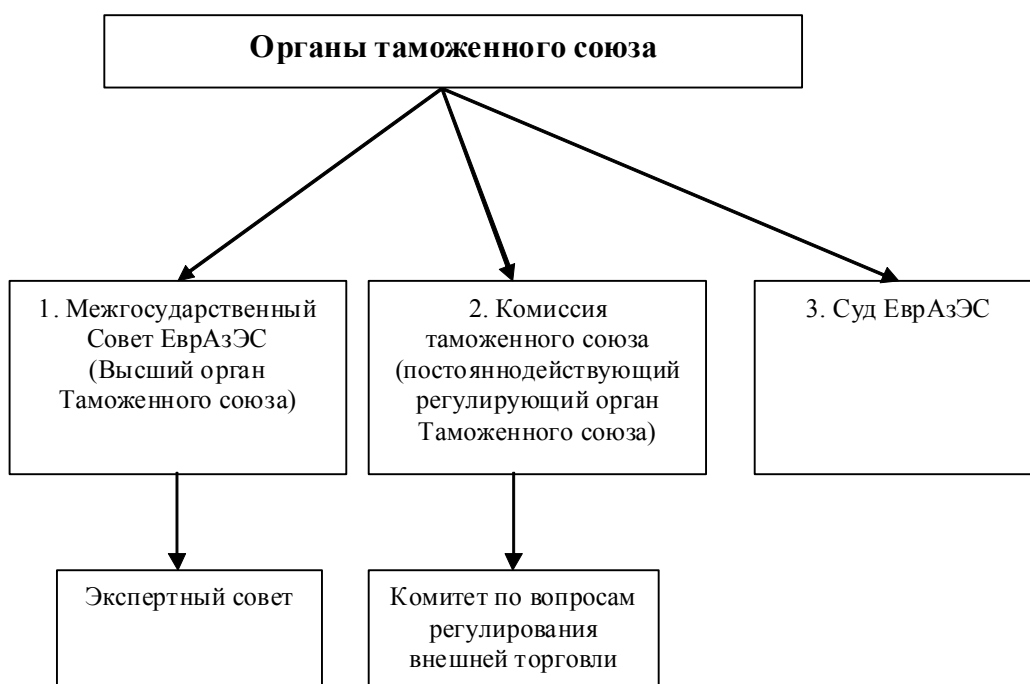 Органы таможенного союза
1. Межгосударственный
Совет ЕврАзЭС
(Высший орган
Таможенного союза)
2. Комиссия
таможенного союза
(постояннодействующий
регулирующий орган
Таможенного союза)
3. Суд ЕврАзЭС
Экспертный совет
Комитет по вопросам
регулирования
внешней торговли